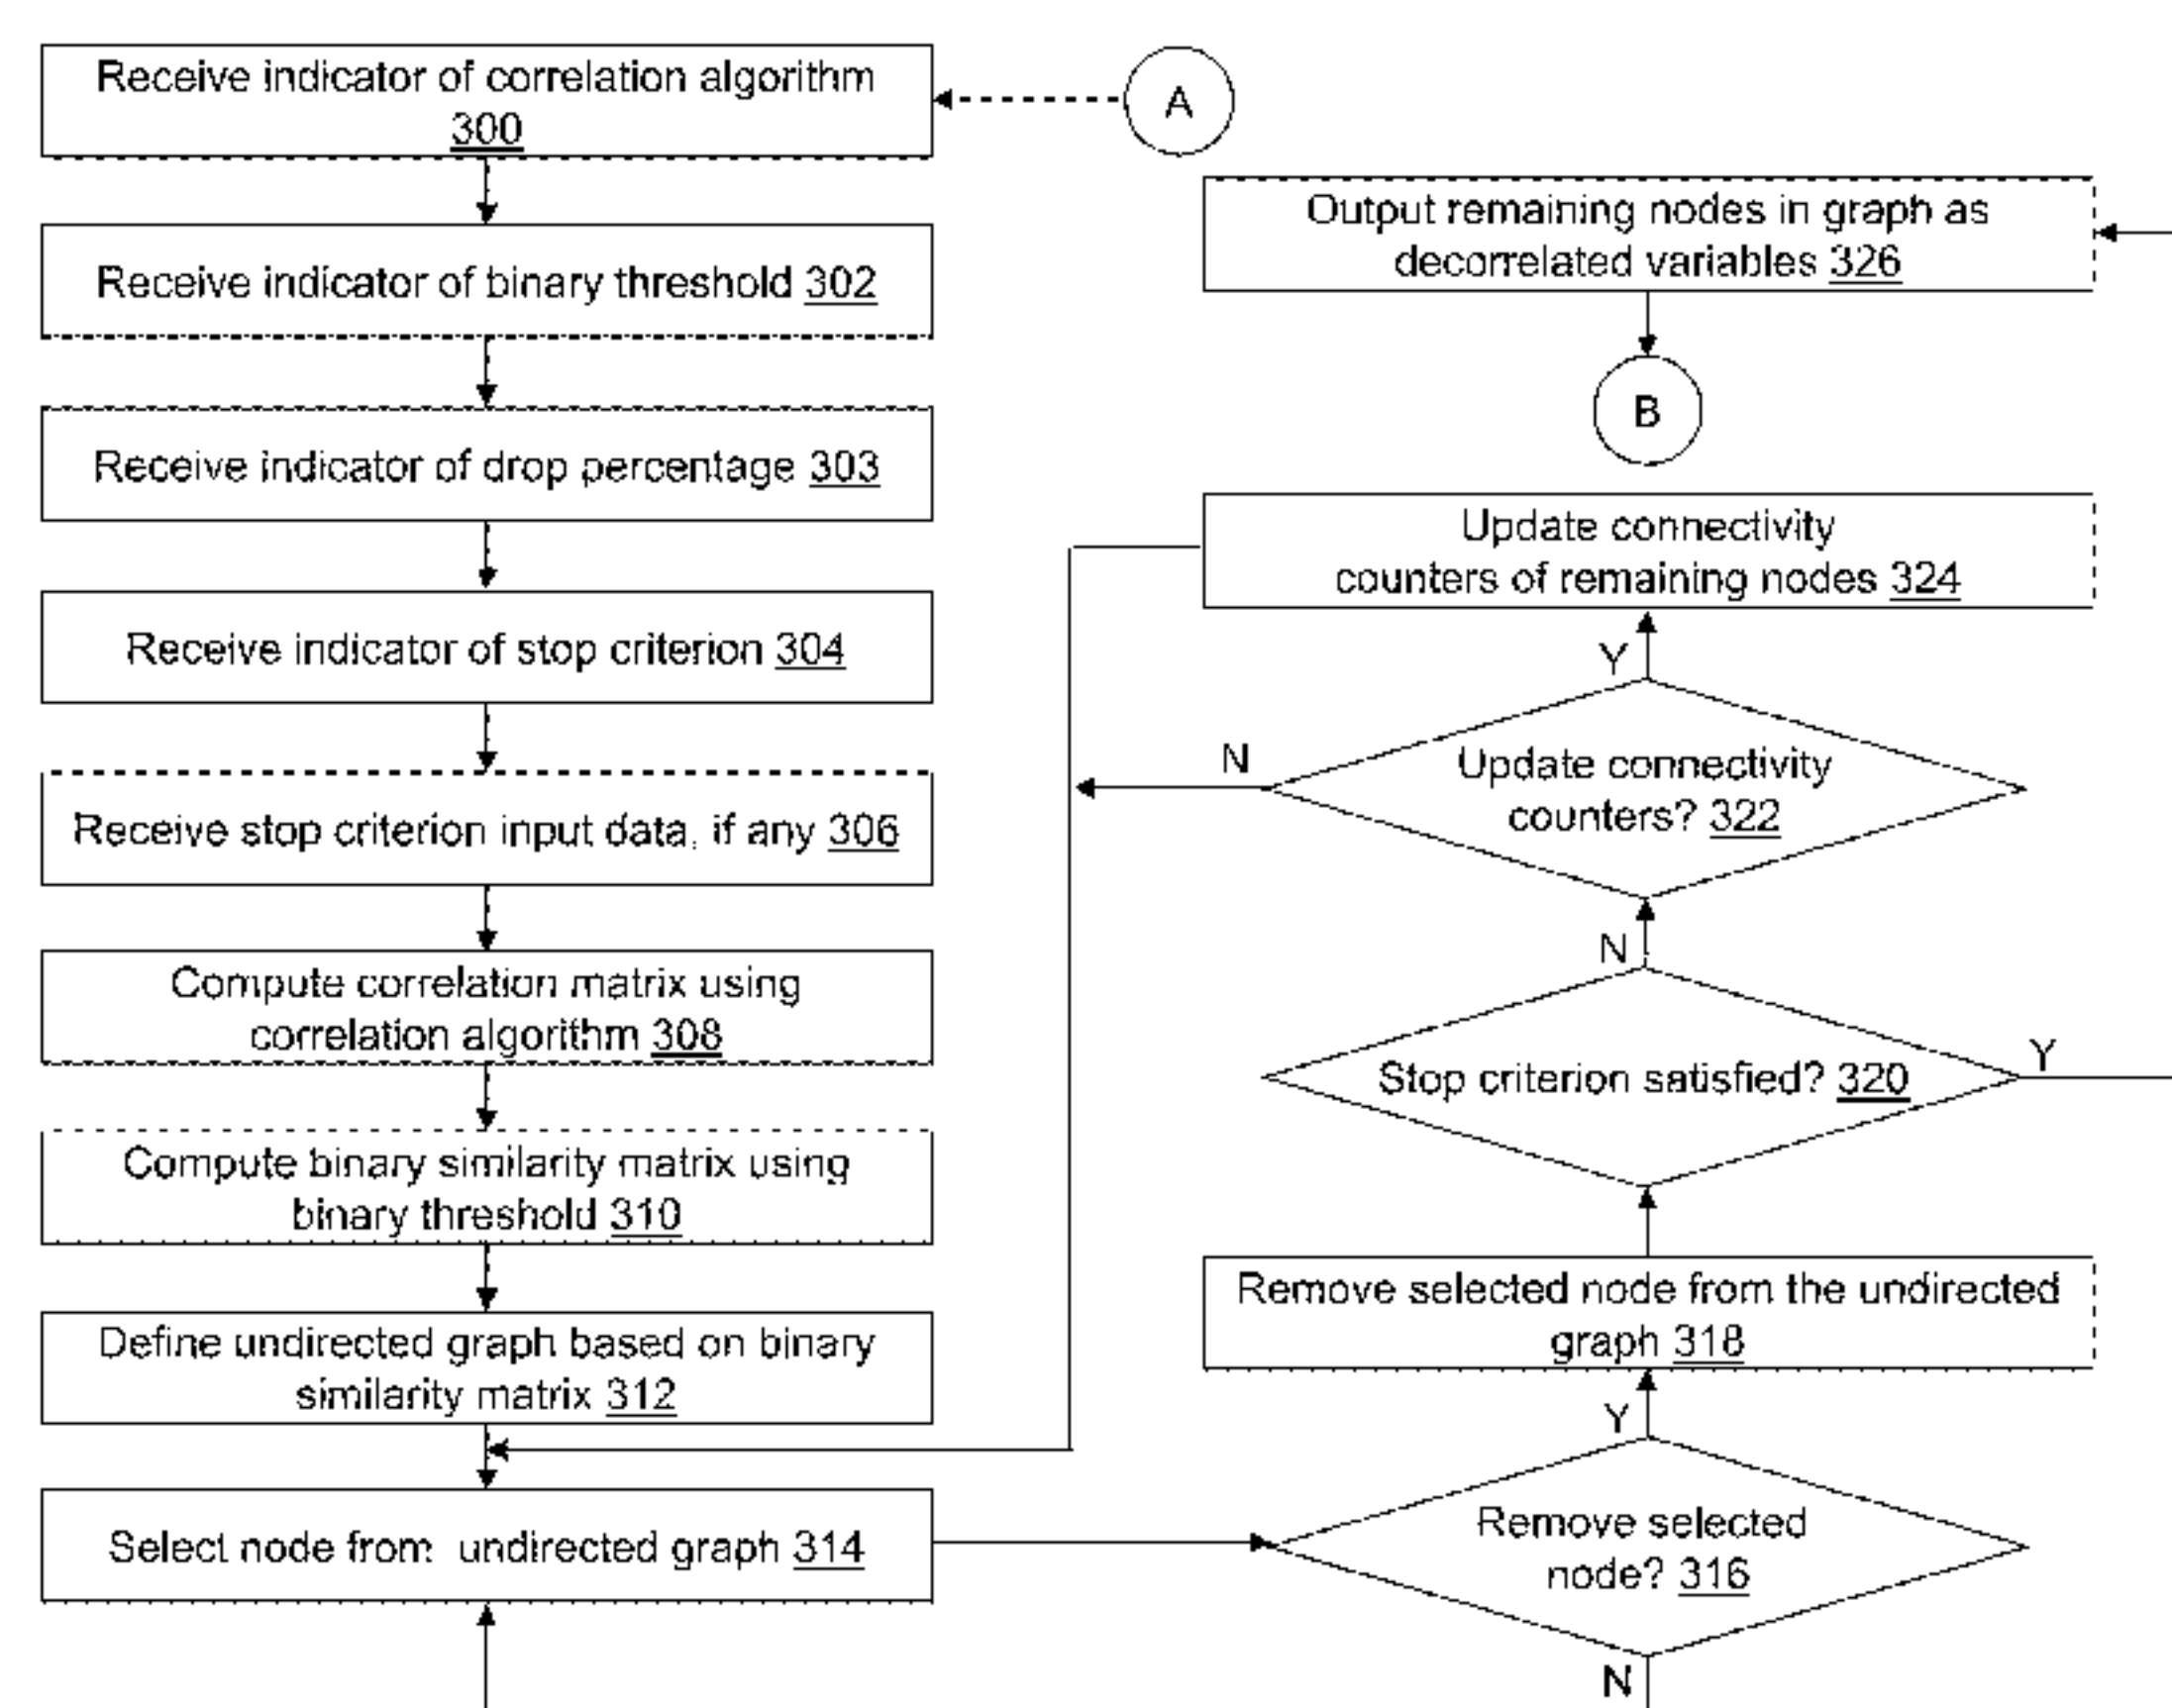 Receive indicator of correlation algorithm
300
A
Receive indicator of binary threshold 302
Receive indicator of drop percentage 303
Receive indicator of stop criterion 304
Receive stop criterion input data, if any 306
Compute correlation matrix using
correlation algorithm 308
Compute binary similarity matrix using
binary threshold 310
Define undirected graph based on binary
similarity matrix 312
Select node from undirected graph 314
Output remaining nodes in graph as
decorrelated variables 326
B
Update connectivity
counters of remaining nodes 324
Y
N
Update connectivity
counters? 322
N
Y
Stop criterion satisfied? 320
Remove selected node from the undirected
graph 318
Y
Remove selected
node? 316
N